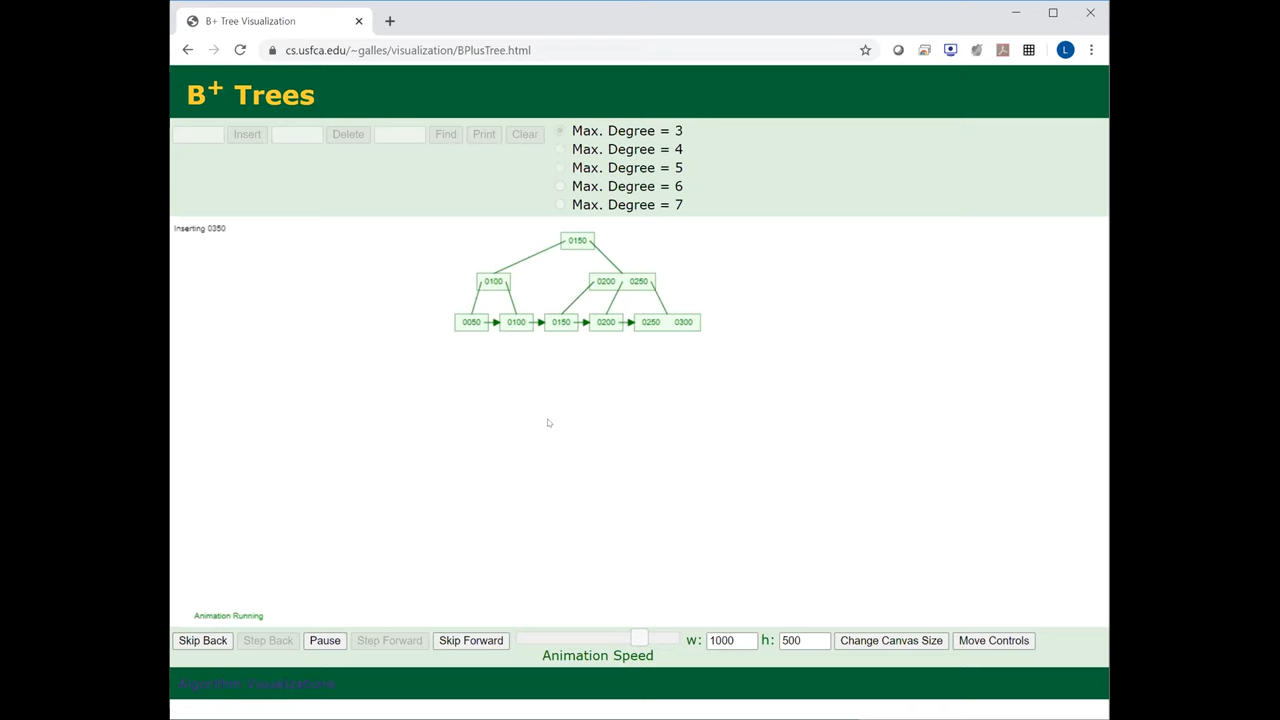 B+ Tree Visualization
cs.usfca.edu/~galles/visualization/BPlusTree.html
L
B+ Trees
Insert Delete Find Print Clear
Max. Degree = 3
Max. Degree = 4
Max. Degree = 5
Max. Degree = 6
Max. Degree = 7
Inserting 0350
0150
0100 0200 0250
0050 0100 0150 0200 0250 0300
Animation Running
Skip Back Step Back Pause Step Forward Skip Forward w: 1000 h: 500 Change Canvas Size Move Controls
Animation Speed
Algorithm Visualizations